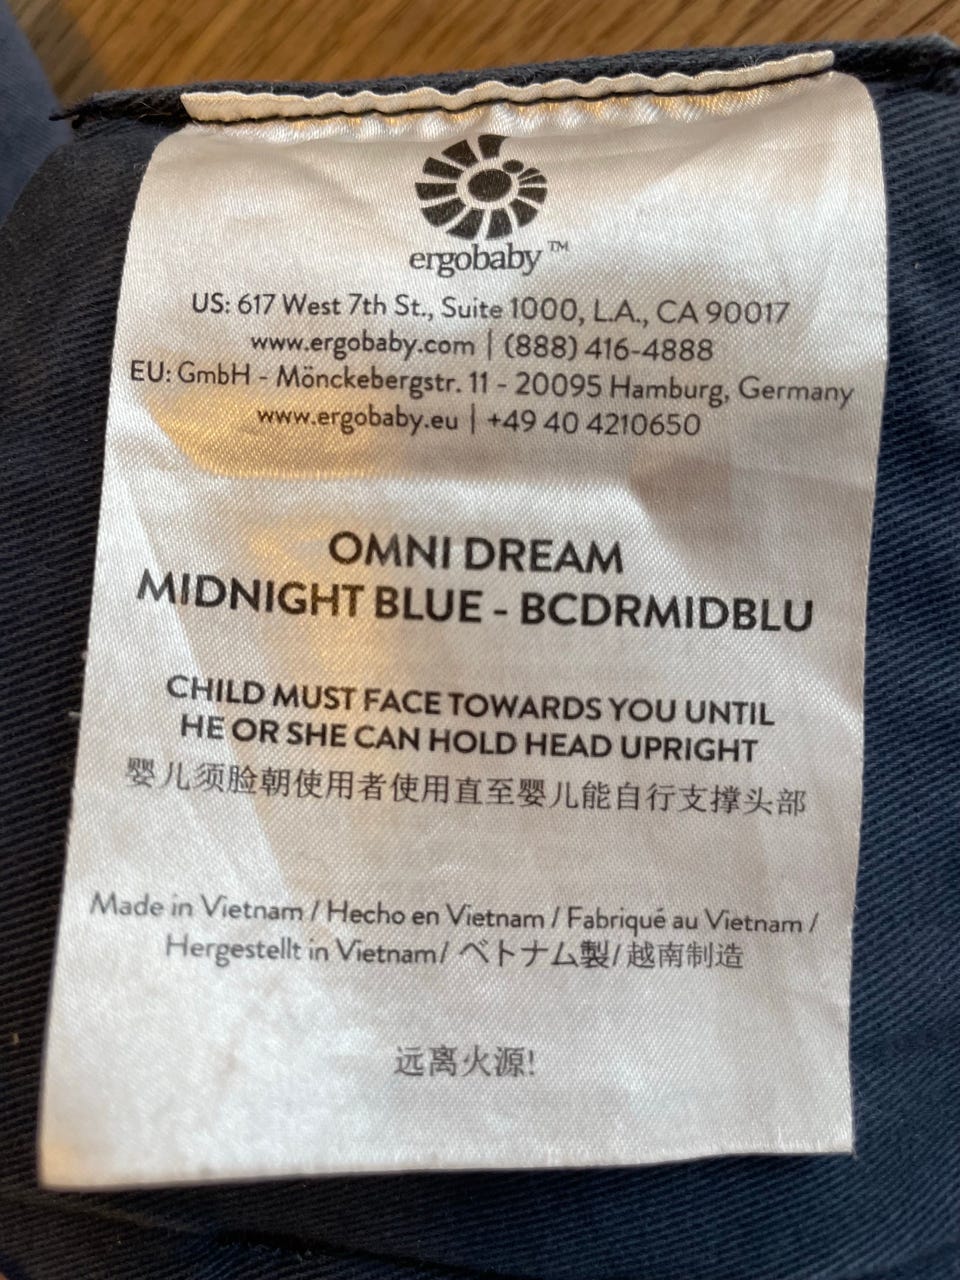 ergobaby™
US: 617 West 7th St., Suite 1000, L.A., CA 90017
www.ergobaby.com | (888) 416-4888
EU: GmbH - Mönckebergstr. 11 - 20095 Hamburg, Germany
www.ergobaby.eu | +49 40 4210650
OMNI DREAM
MIDNIGHT BLUE - BCDRMIDBLU
CHILD MUST FACE TOWARDS YOU UNTIL
HE OR SHE CAN HOLD HEAD UPRIGHT
婴儿须脸朝使用者使用直至婴儿能自行支撑头部
Made in Vietnam / Hecho en Vietnam / Fabriqué au Vietnam /
Hergestellt in Vietnam/ ベトナム製/ 越南制造
远离火源!